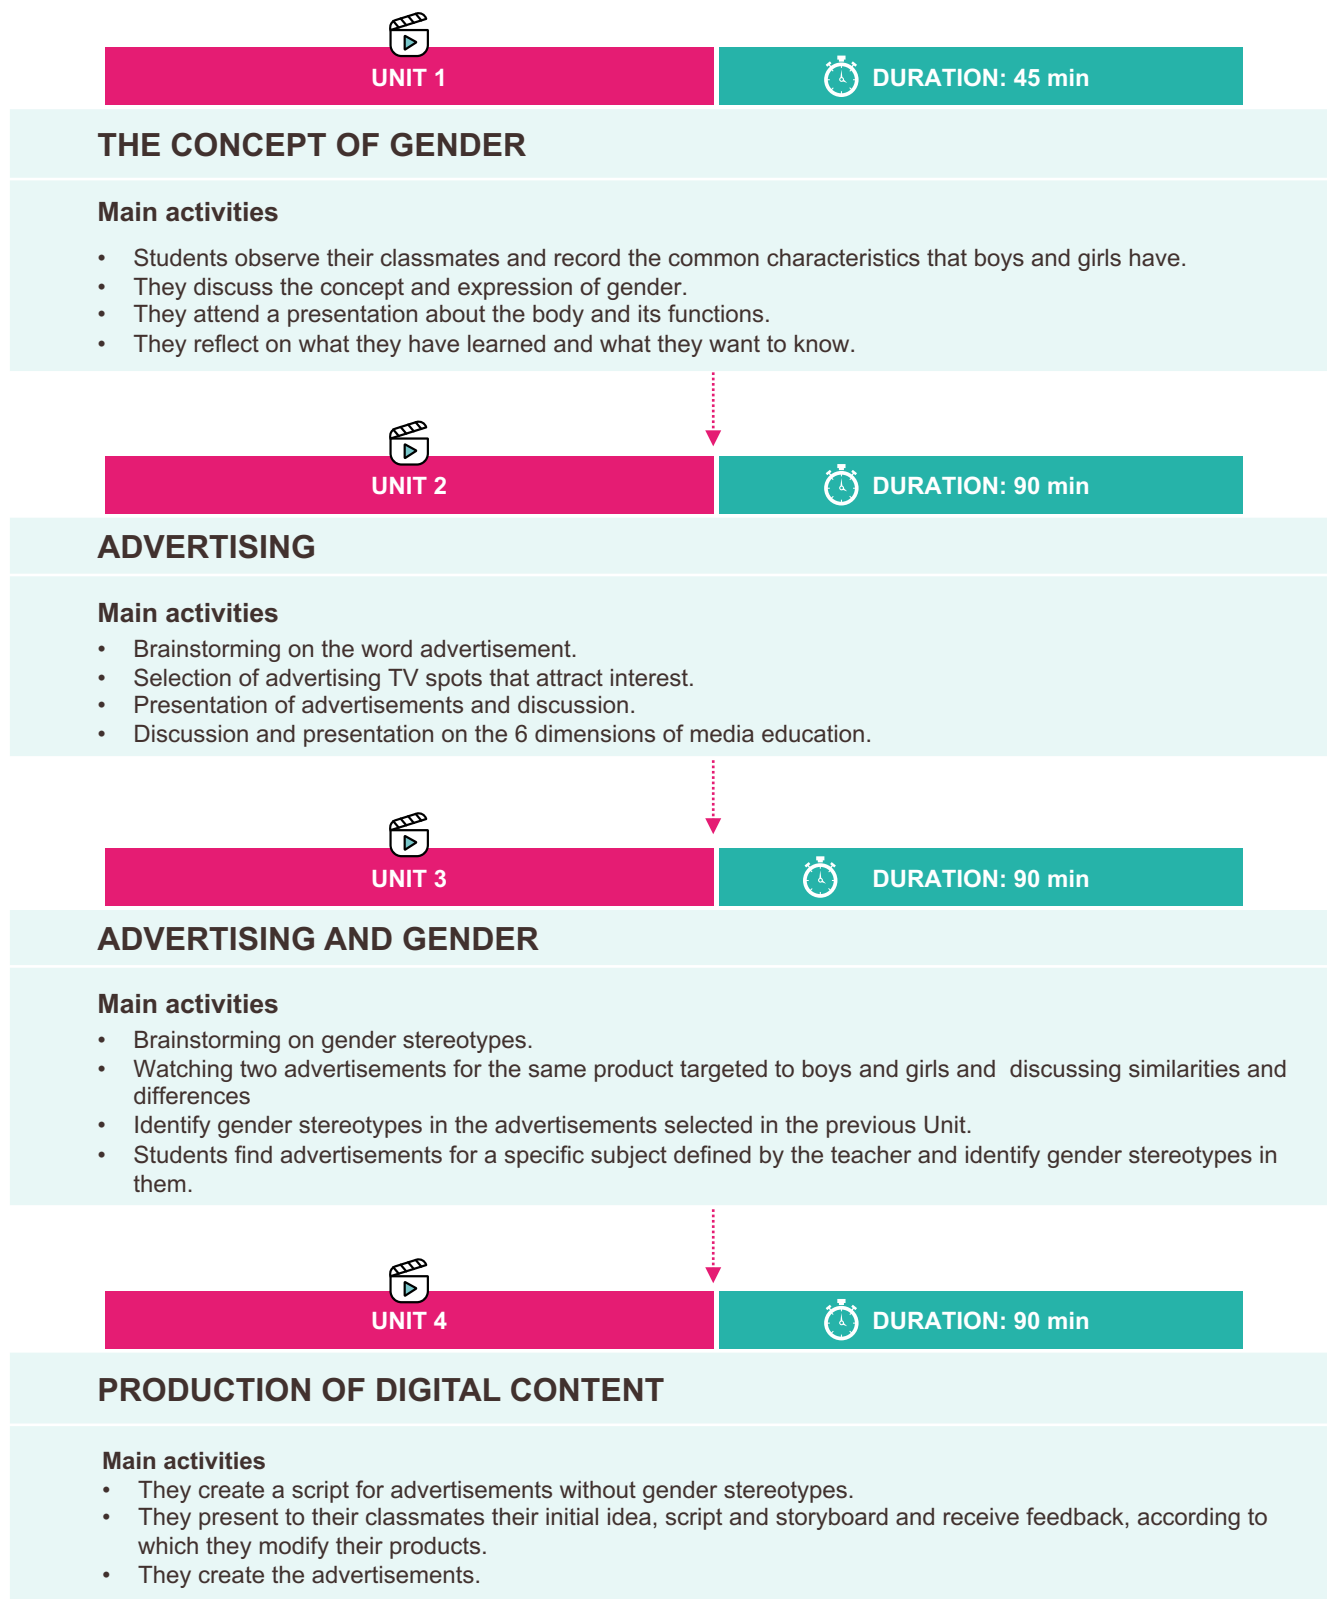 UNIT 1
DURATION: 45 min
THE CONCEPT OF GENDER
Main activities
• Students observe their classmates and record the common characteristics that boys and girls have.
• They discuss the concept and expression of gender.
• They attend a presentation about the body and its functions.
• They reflect on what they have learned and what they want to know.
UNIT 2
DURATION: 90 min
ADVERTISING
Main activities
• Brainstorming on the word advertisement.
• Selection of advertising TV spots that attract interest.
• Presentation of advertisements and discussion.
• Discussion and presentation on the 6 dimensions of media education.
UNIT 3
DURATION: 90 min
ADVERTISING AND GENDER
Main activities
• Brainstorming on gender stereotypes.
• Watching two advertisements for the same product targeted to boys and girls and  discussing similarities and
differences
• Identify gender stereotypes in the advertisements selected in the previous Unit.
• Students find advertisements for a specific subject defined by the teacher and identify gender stereotypes in
them.
UNIT 4
DURATION: 90 min
PRODUCTION OF DIGITAL CONTENT
Main activities
• They create a script for advertisements without gender stereotypes.
• They present to their classmates their initial idea, script and storyboard and receive feedback, according to
which they modify their products.
• They create the advertisements.